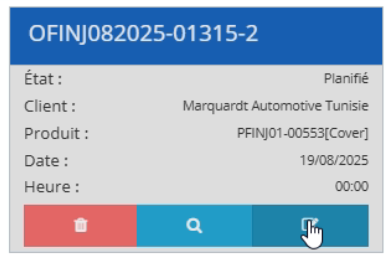 OFINJ082025-01315-2
État : Planifié
Client : Marquardt Automotive Tunisie
Produit : PFINJ01-00553[Cover]
Date : 19/08/2025
Heure : 00:00